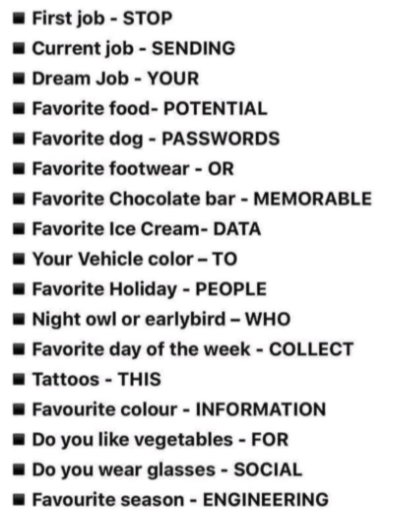 ▪ First job - STOP
▪ Current job - SENDING
▪ Dream Job - YOUR
▪ Favorite food- POTENTIAL
▪ Favorite dog - PASSWORDS
▪ Favorite footwear - OR
▪ Favorite Chocolate bar - MEMORABLE
▪ Favorite Ice Cream- DATA
▪ Your Vehicle color – TO
▪ Favorite Holiday - PEOPLE
▪ Night owl or earlybird – WHO
▪ Favorite day of the week - COLLECT
▪ Tattoos - THIS
▪ Favourite colour - INFORMATION
▪ Do you like vegetables - FOR
▪ Do you wear glasses - SOCIAL
▪ Favourite season - ENGINEERING